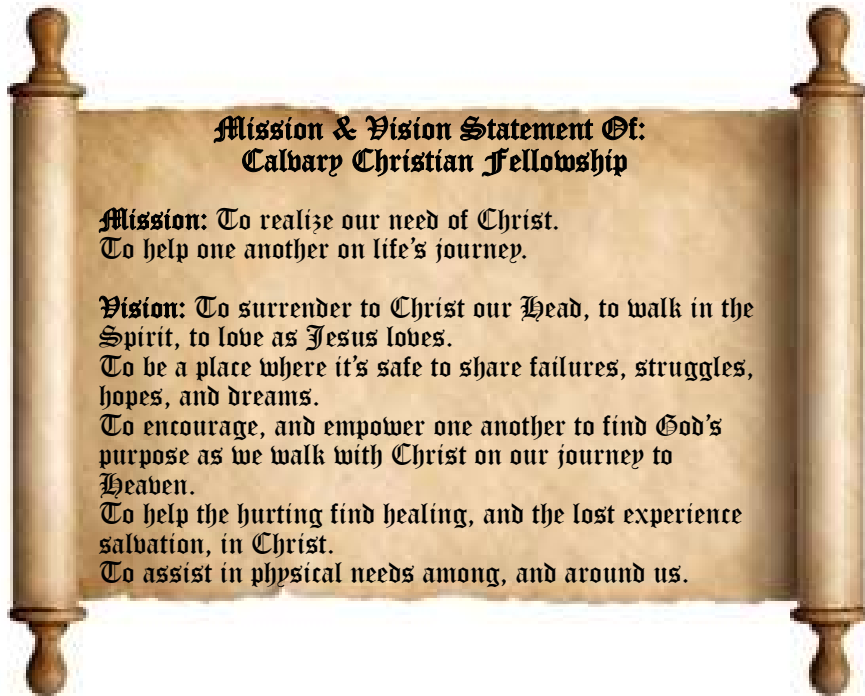 Mission & Vision Statement Of:
Calvary Christian Fellowship
Mission: To realize our need of Christ.
To help one another on life's journey.
Vision: To surrender to Christ our Head, to walk in the
Spirit, to love as Jesus loves.
To be a place where it's safe to share failures, struggles,
hopes, and dreams.
To encourage, and empower one another to find God's
purpose as we walk with Christ on our journey to
Heaven.
To help the hurting find healing, and the lost experience
salvation, in Christ.
To assist in physical needs among, and around us.